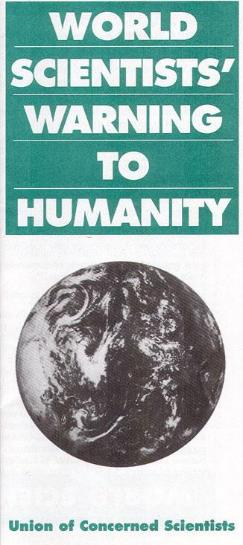 WORLD
SCIENTISTS'
WARNING
TO
HUMANITY
Union of Concerned Scientists